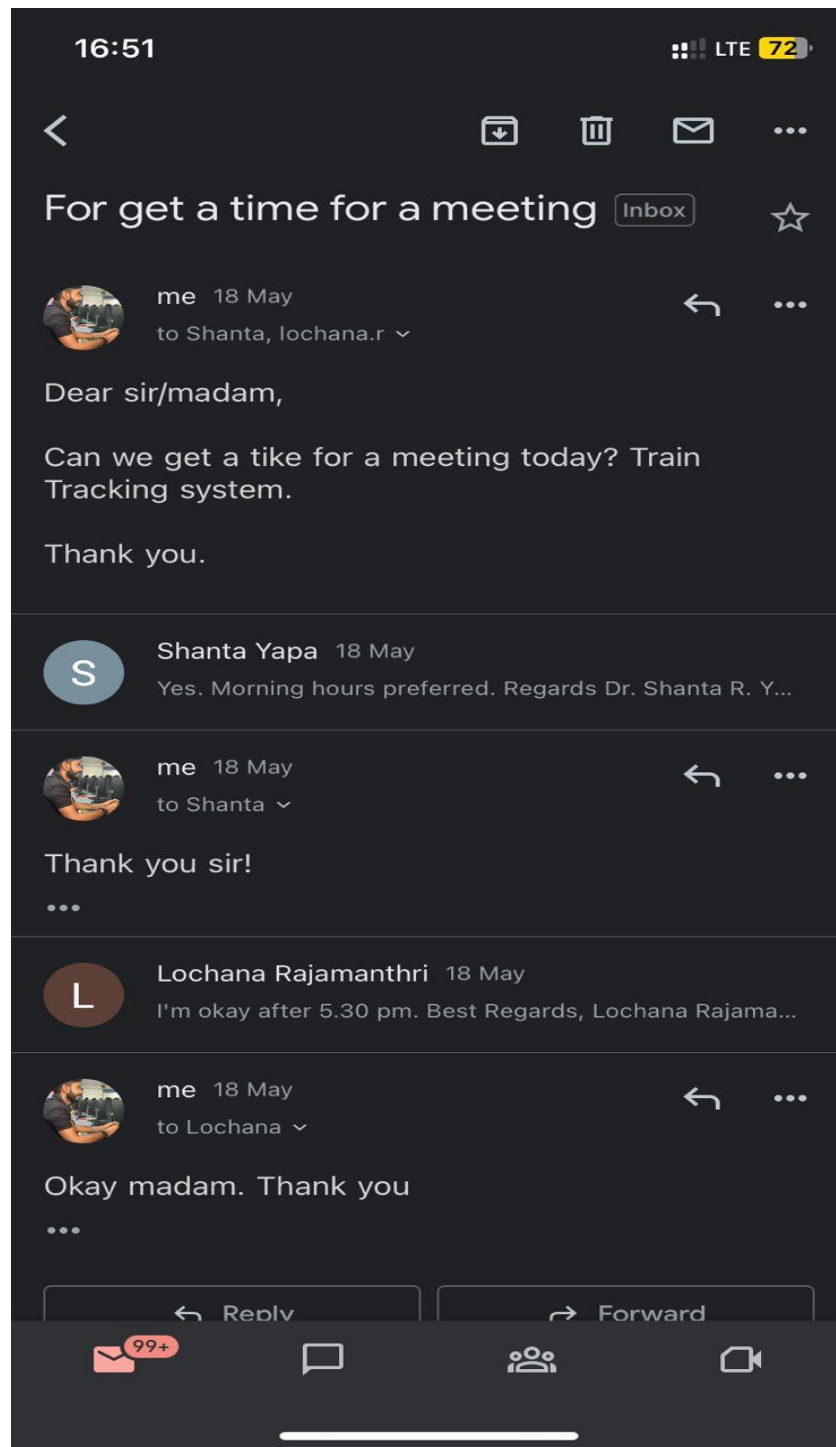 16:51
LTE 72
For get a time for a meeting Inbox
me 18 May
to Shanta, lochana.r
Dear sir/madam,
Can we get a tike for a meeting today? Train
Tracking system.
Thank you.
S
Shanta Yapa 18 May
Yes. Morning hours preferred. Regards Dr. Shanta R. Y...
me 18 May
to Shanta
Thank you sir!
L
Lochana Rajamanthri 18 May
I'm okay after 5.30 pm. Best Regards, Lochana Rajama...
me 18 May
to Lochana
Okay madam. Thank you
Reply
Forward
99+